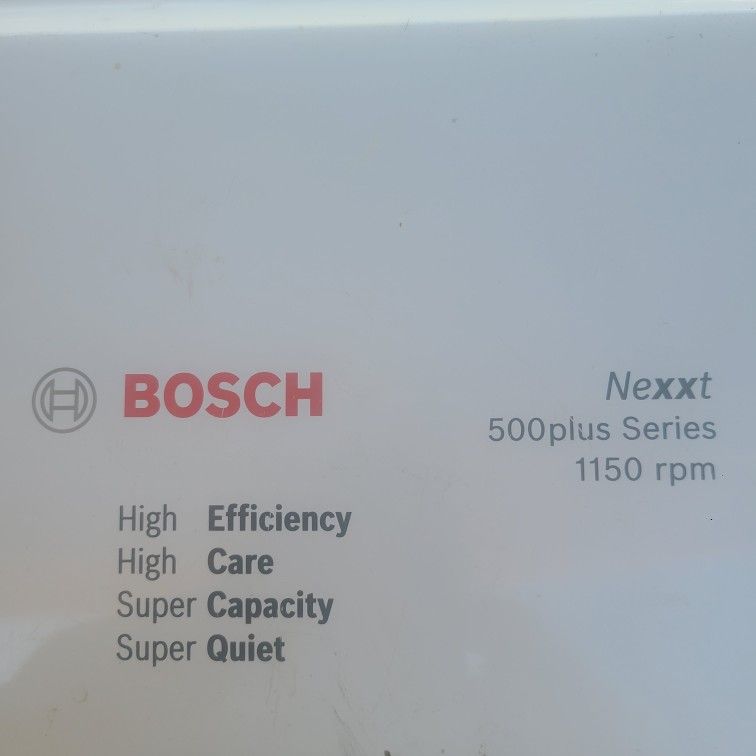 BOSCH
Nexxt
500plus Series
1150 rpm
High Efficiency
High Care
Super Capacity
Super Quiet